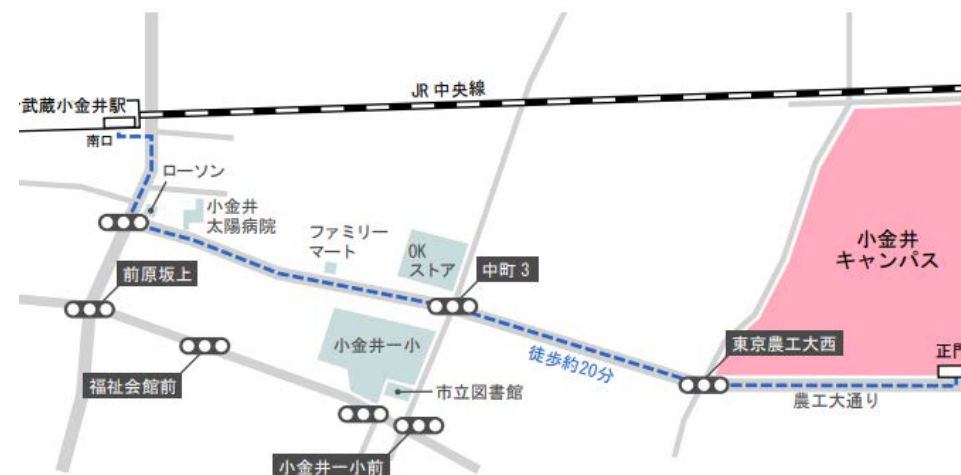 JR 中央線
武蔵小金井駅
南口
ローソン
小金井
太陽病院
ファミリー
マート
OK
ストア
中町 3
小金井
キャンパス
前原坂上
小金井一小
徒歩約20分
東京農工大西
正門
福祉会館前
市立図書館
農工大通り
小金井一小前